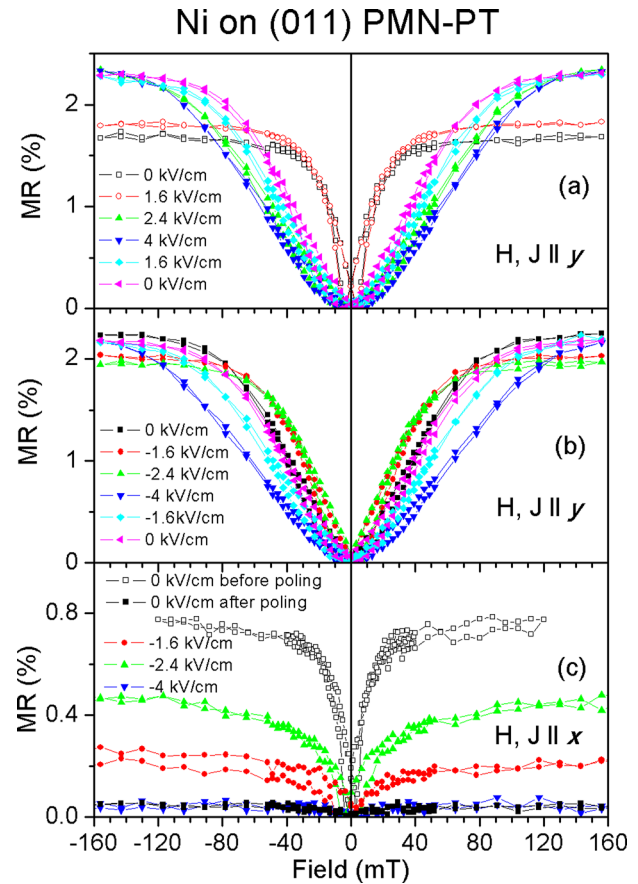 Ni on (011) PMN-PT
2
1
0
MR (%)
0 kV/cm
1.6 kV/cm
2.4 kV/cm
4 kV/cm
1.6 kV/cm
0 kV/cm
(a)
H, J || y
2
1
0
MR (%)
0 kV/cm
-1.6 kV/cm
-2.4 kV/cm
-4 kV/cm
-1.6kV/cm
0 kV/cm
(b)
H, J || y
0.8
0.4
0.0
MR (%)
0 kV/cm before poling
0 kV/cm after poling
-1.6 kV/cm
-2.4 kV/cm
-4 kV/cm
(c)
H, J || x
-160 -120 -80 -40 0 40 80 120 160
Field (mT)